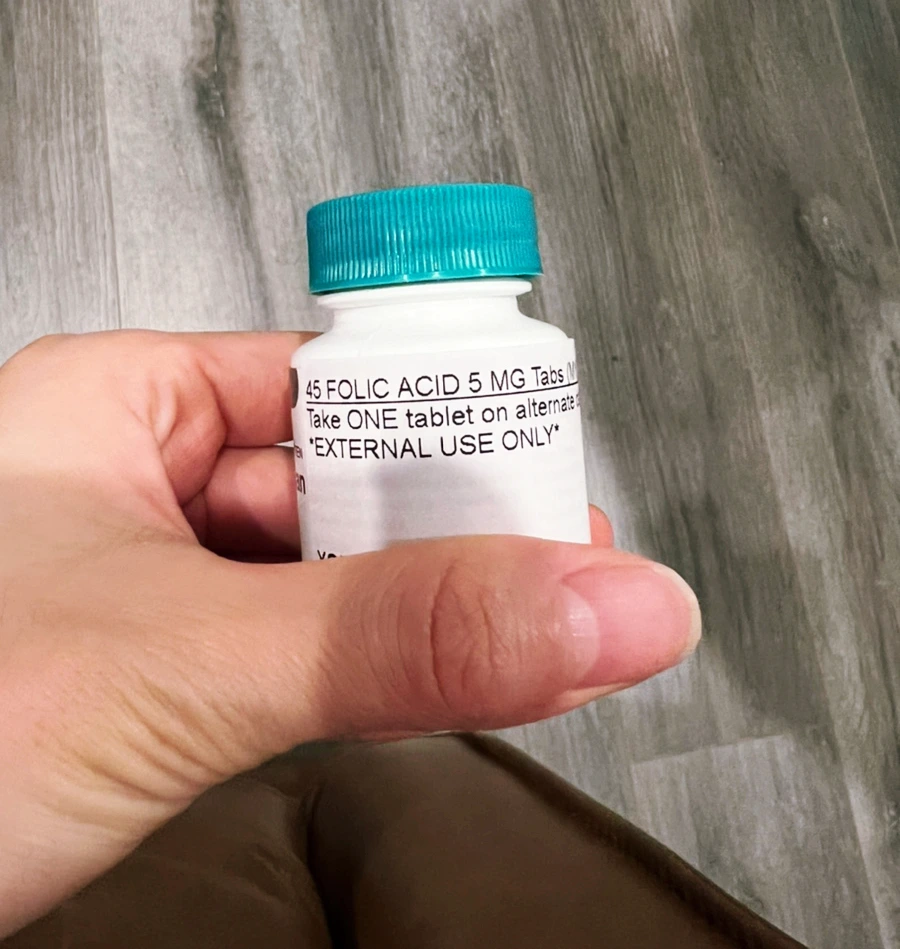 45 FOLIC ACID 5 MG Tabs
Take ONE tablet on alternate
*EXTERNAL USE ONLY*